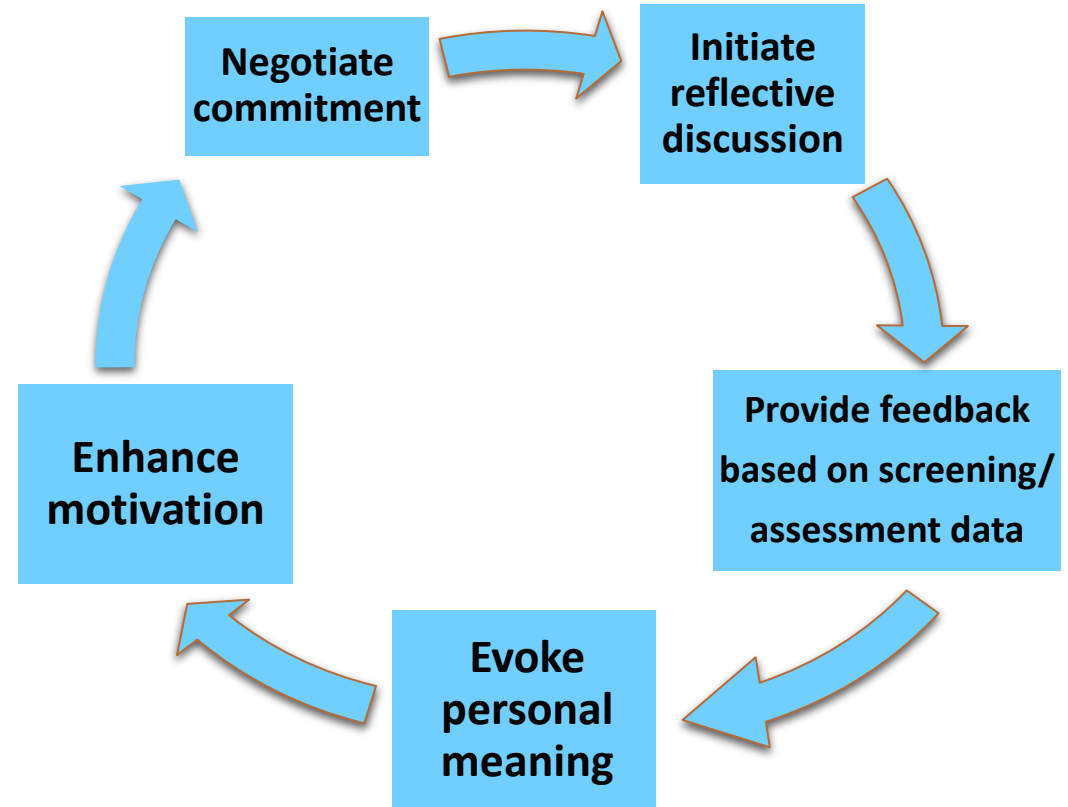 Negotiate
commitment
Initiate
reflective
discussion
Provide feedback
based on screening/
assessment data
Evoke
personal
meaning
Enhance
motivation